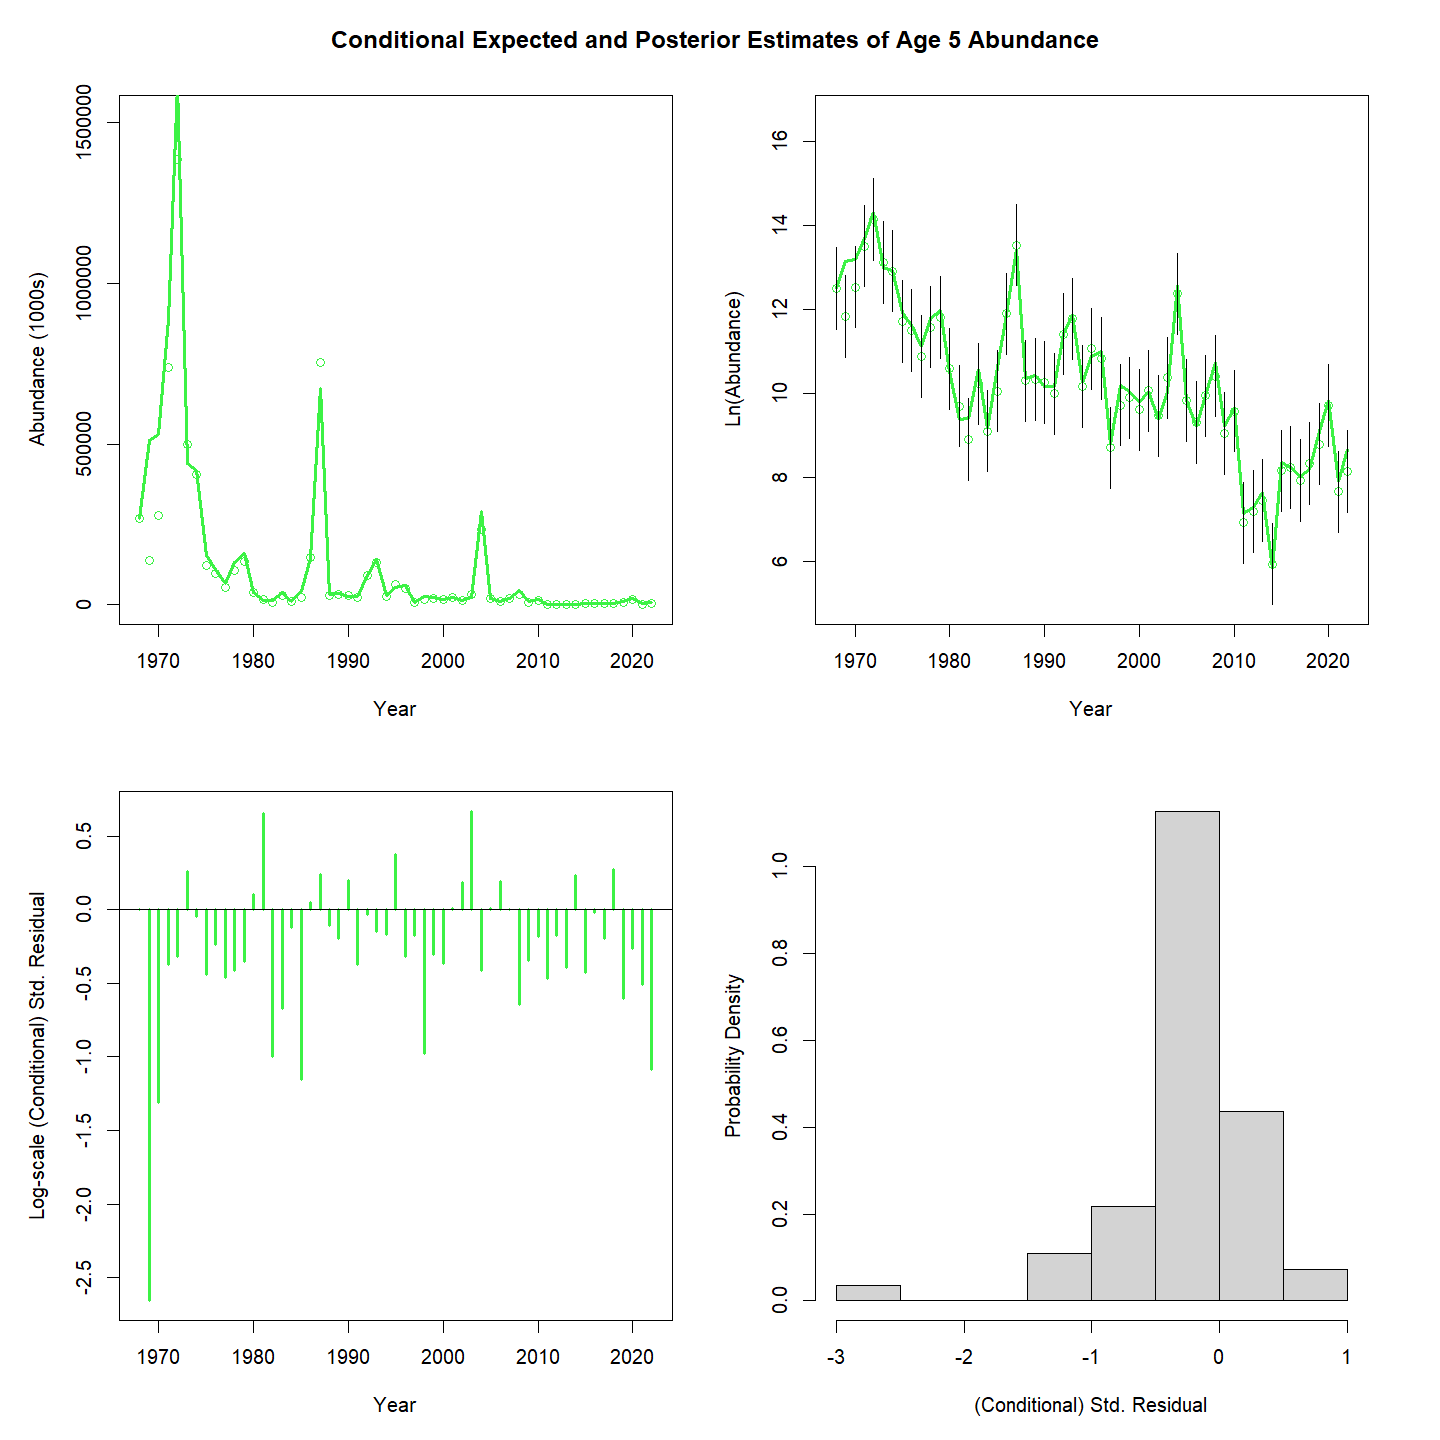 Conditional Expected and Posterior Estimates of Age 5 Abundance
Abundance (1000s)
1500000
1000000
500000
0
1970 1980 1990 2000 2010 2020
Year
Ln(Abundance)
16
14
12
10
8
6
1970 1980 1990 2000 2010 2020
Year
Log-scale (Conditional) Std. Residual
0.5
0.0
-0.5
-1.0
-1.5
-2.0
-2.5
1970 1980 1990 2000 2010 2020
Year
Probability Density
1.0
0.8
0.6
0.4
0.2
0.0
-3 -2 -1 0 1
(Conditional) Std. Residual